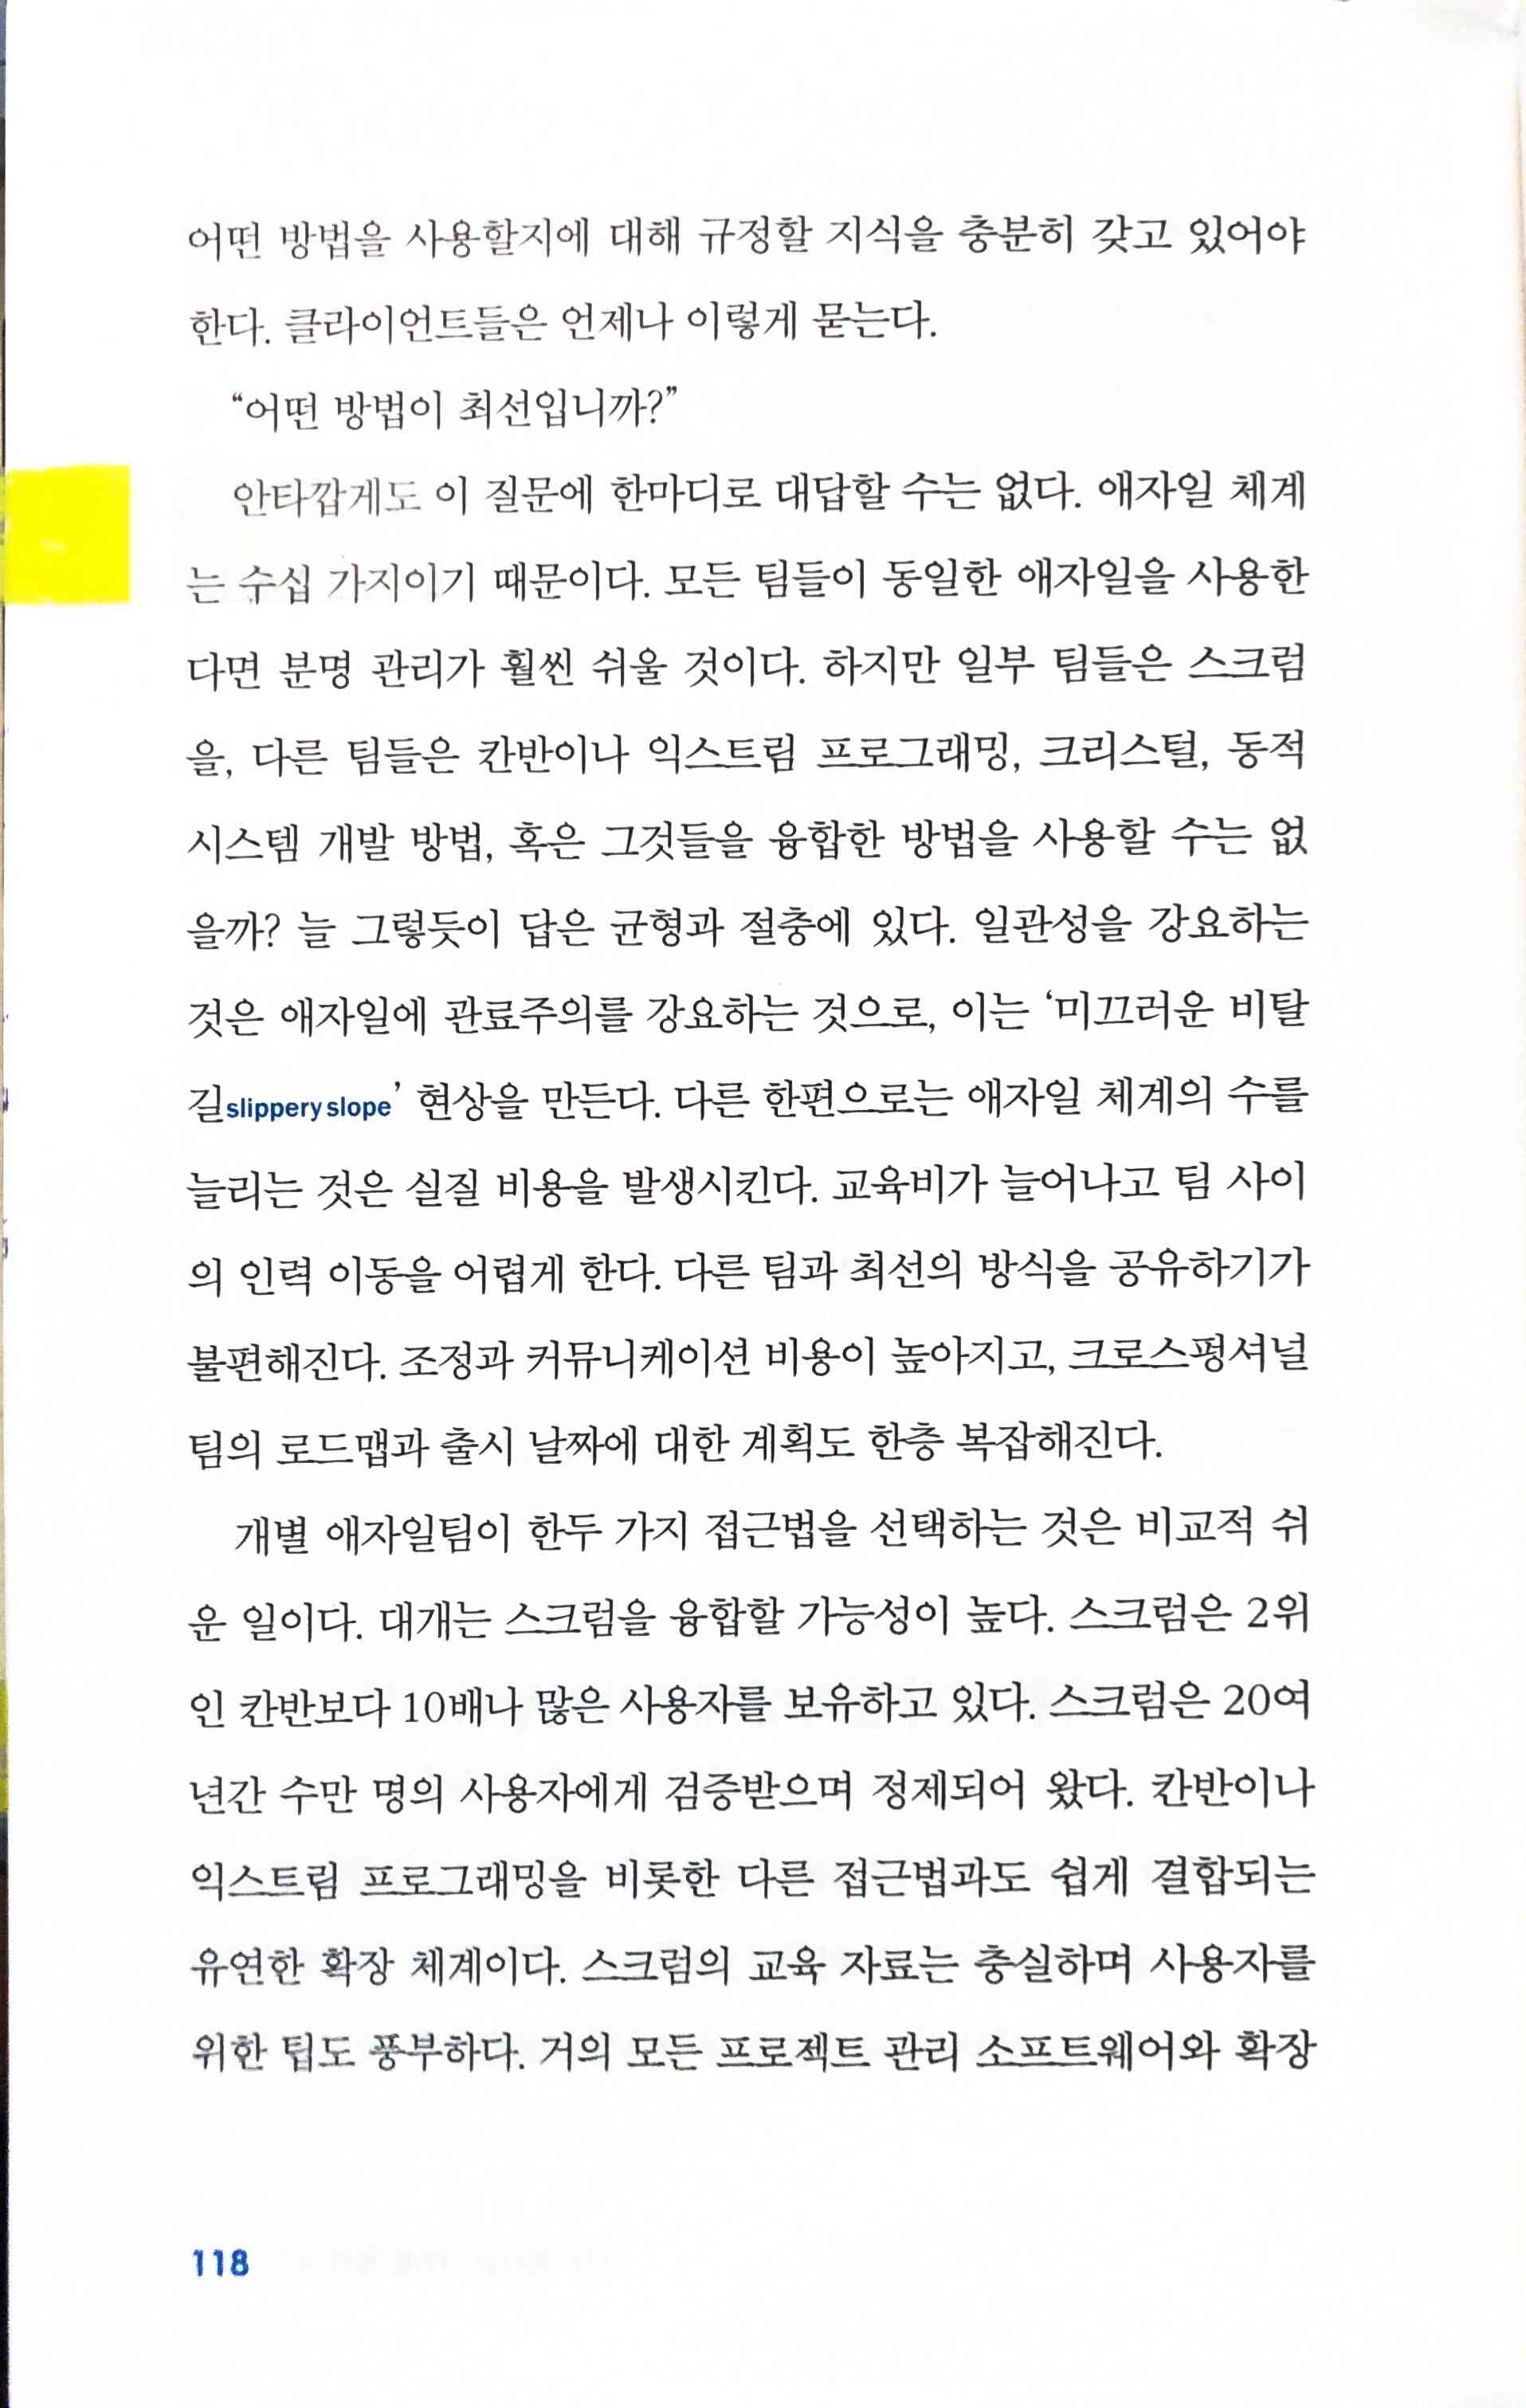 어떤 방법을 사용할지에 대해 규정할 지식을 충분히 갖고 있어야
한다. 클라이언트들은 언제나 이렇게 묻는다.
“어떤 방법이 최선입니까?”
안타깝게도 이 질문에 한마디로 대답할 수는 없다. 애자일 체계
는 수십 가지이기 때문이다. 모든 팀들이 동일한 애자일을 사용한
다면 분명 관리가 훨씬 쉬울 것이다. 하지만 일부 팀들은 스크럼
을, 다른 팀들은 칸반이나 익스트림 프로그래밍, 크리스털, 동적
시스템 개발 방법, 혹은 그것들을 융합한 방법을 사용할 수는 없
을까? 늘 그렇듯이 답은 균형과 절충에 있다. 일관성을 강요하는
것은 애자일에 관료주의를 강요하는 것으로, 이는 ‘미끄러운 비탈
길slippery slope’ 현상을 만든다. 다른 한편으로는 애자일 체계의 수를
늘리는 것은 실질 비용을 발생시킨다. 교육비가 늘어나고 팀 사이
의 인력 이동을 어렵게 한다. 다른 팀과 최선의 방식을 공유하기가
불편해진다. 조정과 커뮤니케이션 비용이 높아지고, 크로스펑셔널
팀의 로드맵과 출시 날짜에 대한 계획도 한층 복잡해진다.
개별 애자일팀이 한두 가지 접근법을 선택하는 것은 비교적 쉬
운 일이다. 대개는 스크럼을 융합할 가능성이 높다. 스크럼은 2위
인 칸반보다 10배나 많은 사용자를 보유하고 있다. 스크럼은 20여
년간 수만 명의 사용자에게 검증받으며 정제되어 왔다. 칸반이나
익스트림 프로그래밍을 비롯한 다른 접근법과도 쉽게 결합되는
유연한 확장 체계이다. 스크럼의 교육 자료는 충실하며 사용자를
위한 팁도 풍부하다. 거의 모든 프로젝트 관리 소프트웨어와 확장
118